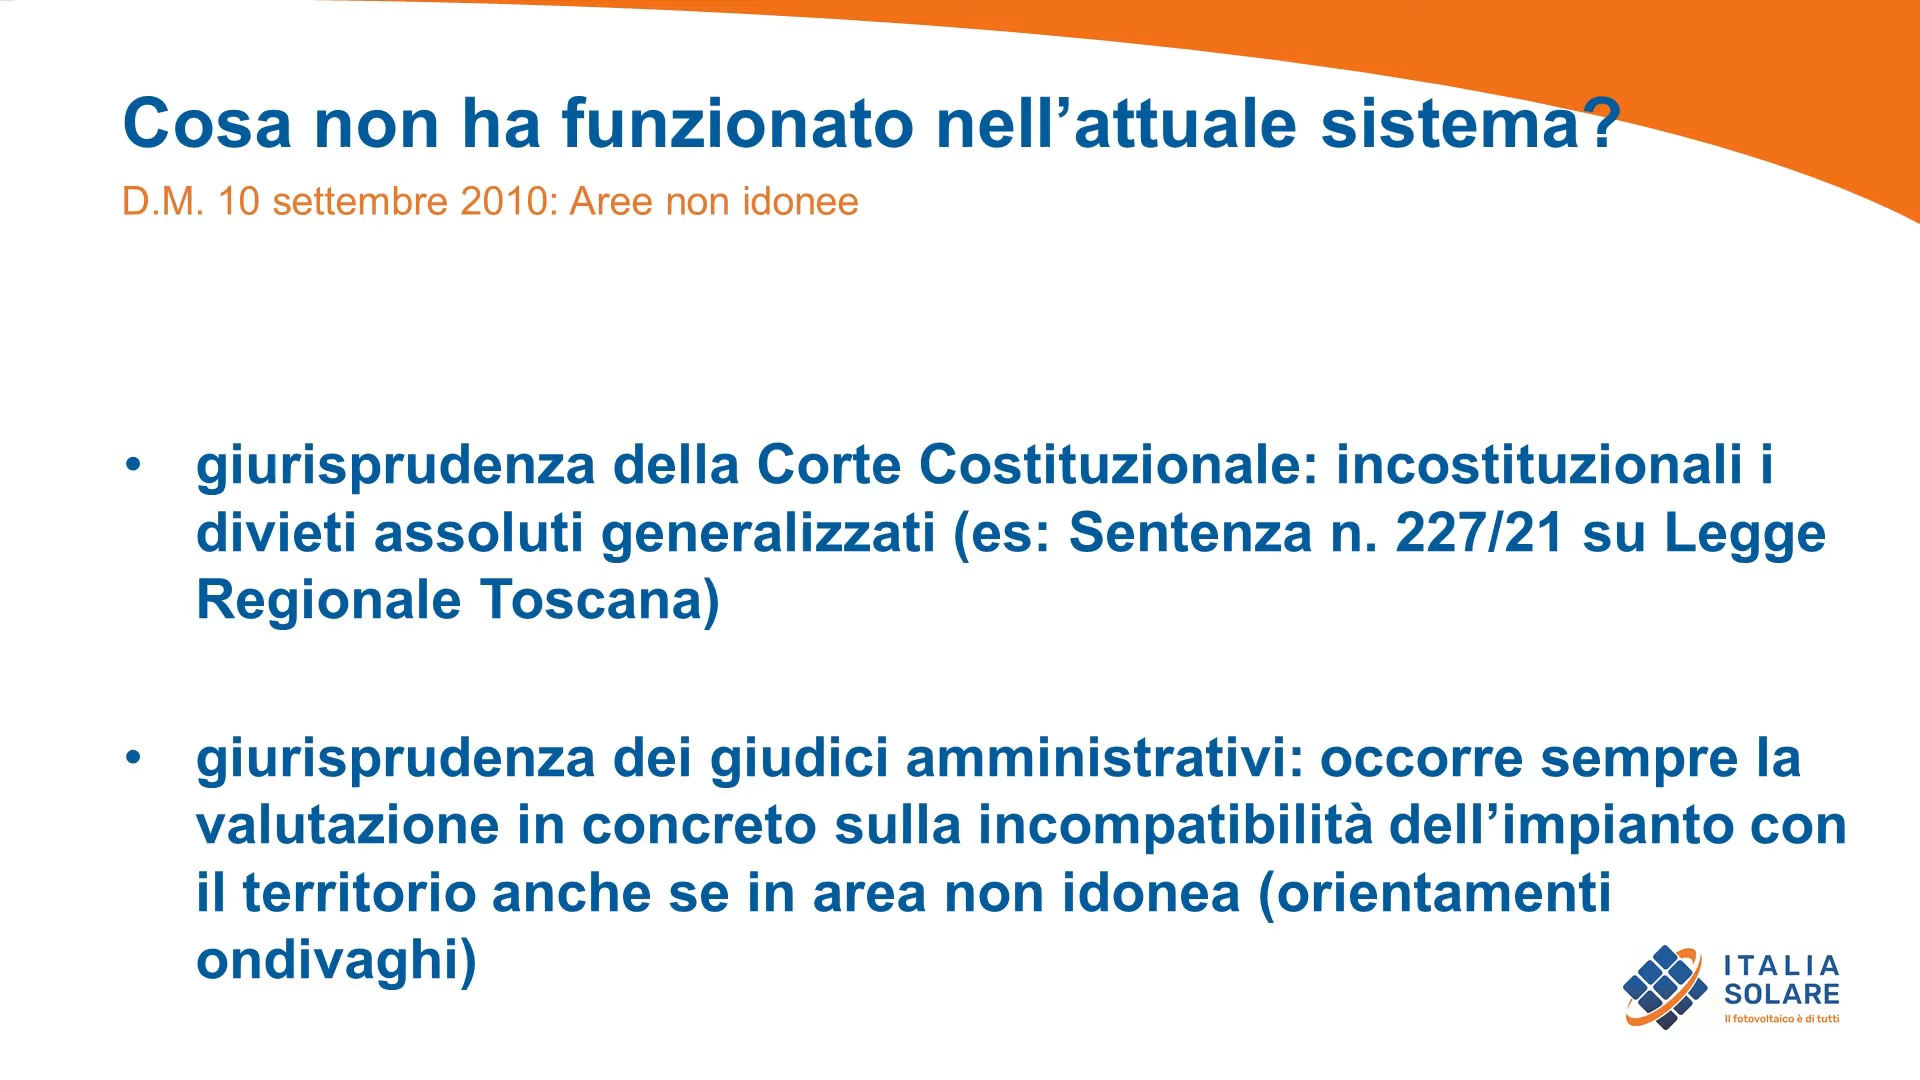 Cosa non ha funzionato nell’attuale sistema?
D.M. 10 settembre 2010: Aree non idonee
• giurisprudenza della Corte Costituzionale: incostituzionali i
divieti assoluti generalizzati (es: Sentenza n. 227/21 su Legge
Regionale Toscana)
• giurisprudenza dei giudici amministrativi: occorre sempre la
valutazione in concreto sulla incompatibilità dell’impianto con
il territorio anche se in area non idonea (orientamenti
ondivaghi)
ITALIA
SOLARE
Il fotovoltaico è di tutti